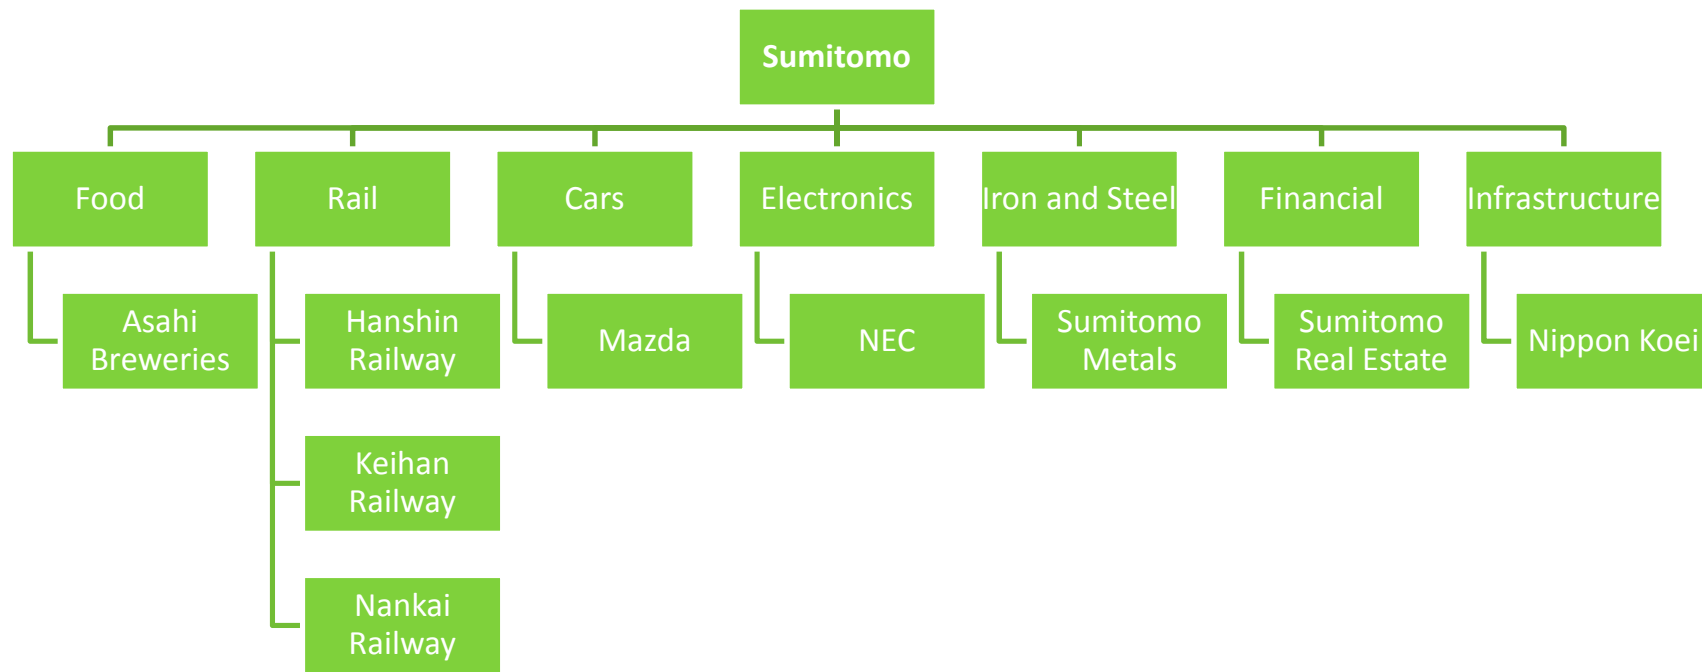 Sumitomo
Food
Rail
Cars
Electronics
Iron and Steel
Financial
Infrastructure
Asahi
Breweries
Hanshin
Railway
Mazda
NEC
Sumitomo
Metals
Sumitomo
Real Estate
Nippon Koei
Keihan
Railway
Nankai
Railway